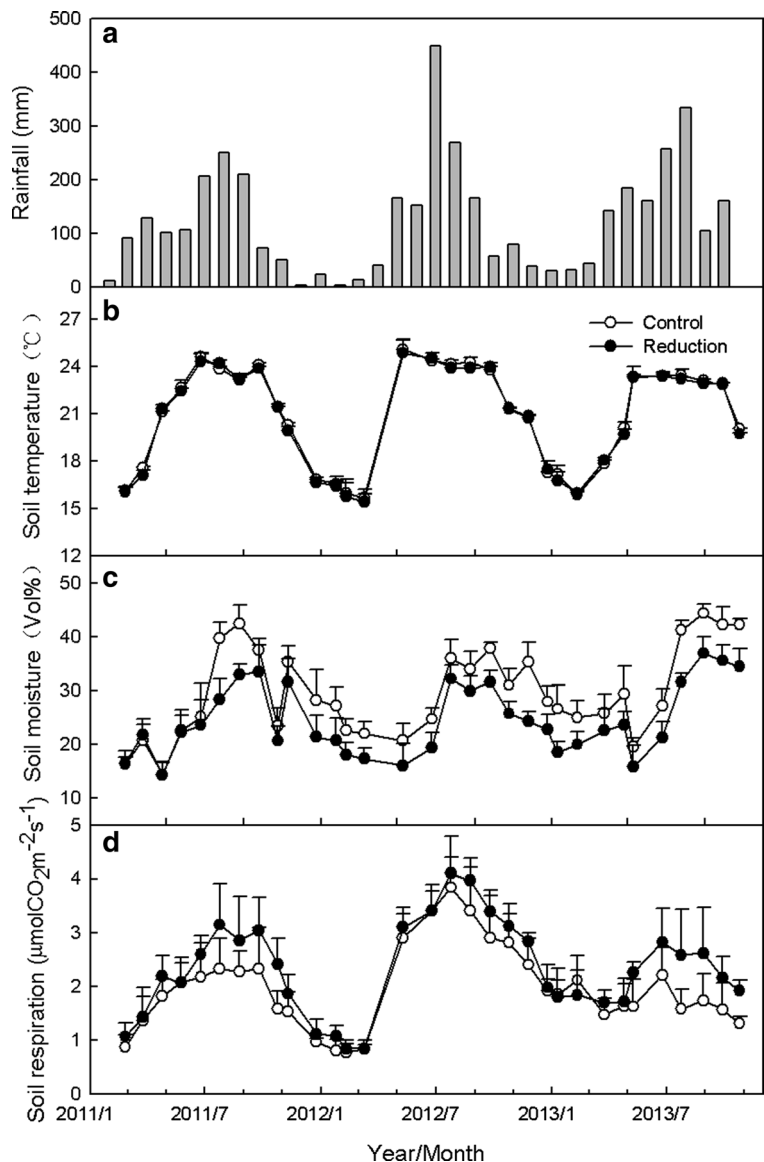 a
500
400
300
200
100
0
Rainfall (mm)
b
27
24
21
18
15
12
Soil temperature (℃)
Control
Reduction
c
50
40
30
20
10
Soil moisture (Vol%)
d
5
4
3
2
1
0
Soil respiration (μmolCO2m-2s-1)
2011/1 2011/7 2012/1 2012/7 2013/1 2013/7
Year/Month